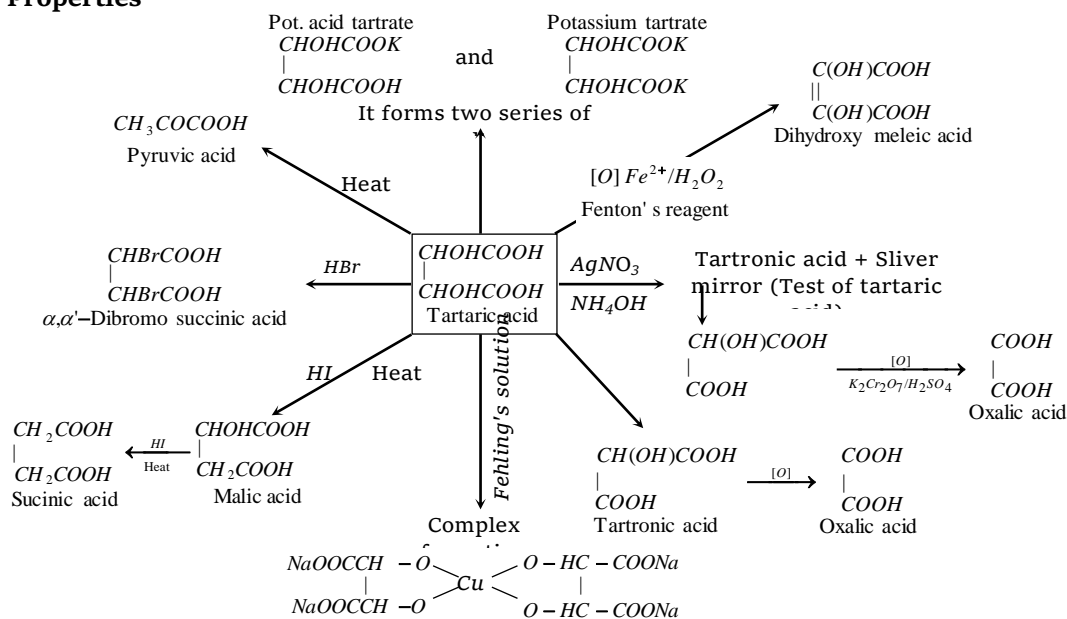 Properties
Pot. acid tartrate
CHOHCOOK
|
CHOHCOOH
and
Potassium tartrate
CHOHCOOK
|
CHOHCOOK
It forms two series of
C(OH)COOH
||
C(OH)COOH
Dihydroxy meleic acid
CH₃COCOOH
Pyruvic acid
Heat
[O] Fe²⁺/H₂O₂
Fenton's reagent
CHBrCOOH
|
CHBrCOOH
α,α'–Dibromo succinic acid
HBr
CHOHCOOH
|
CHOHCOOH
Tartaric acid
AgNO₃
NH₄OH
Tartronic acid + Sliver
mirror (Test of tartaric
CH(OH)COOH
|
COOH
[O]
K₂Cr₂O₇/H₂SO₄
COOH
|
COOH
Oxalic acid
HI Heat
Fehling's solution
CH₂COOH
|
CH₂COOH
Succinic acid
HI
Heat
CHOHCOOH
|
CH₂COOH
Malic acid
CH(OH)COOH
|
COOH
Tartronic acid
[O]
COOH
|
COOH
Oxalic acid
Complex
NaOOCCH – O O – HC – COONa
| Cu |
NaOOCCH – O O – HC – COONa